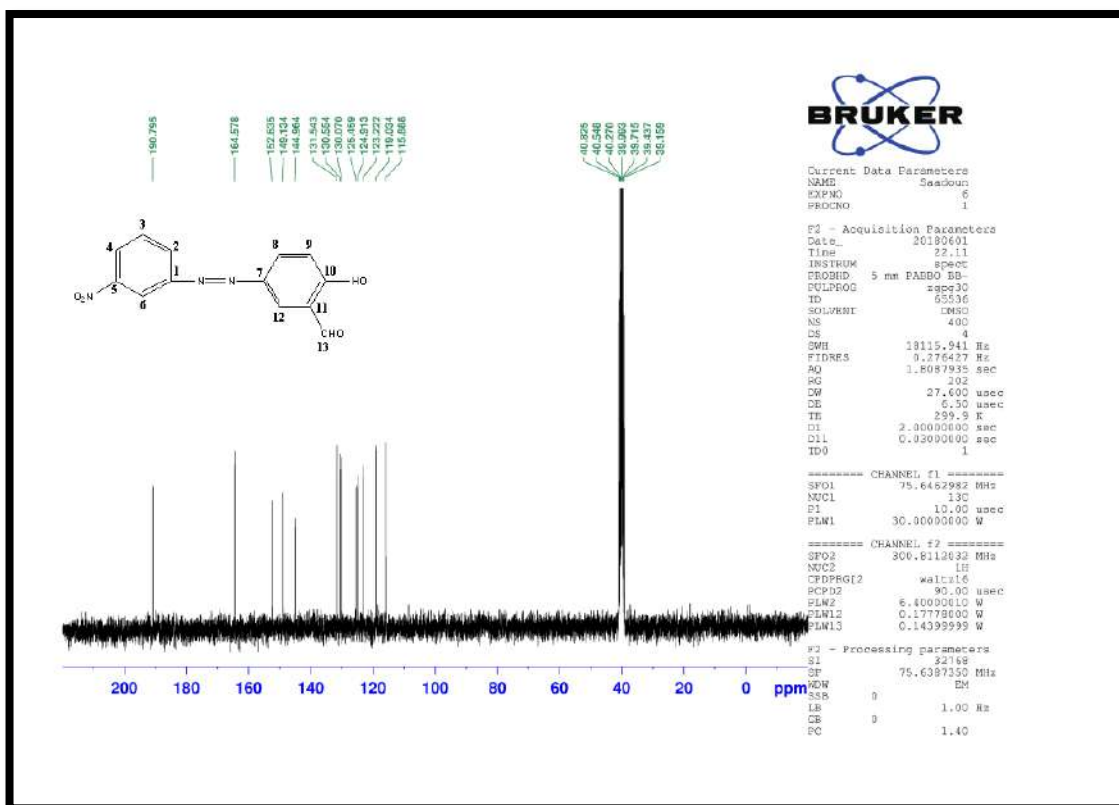 190.795
164.578
152.635
149.134
144.964
131.543
130.554
130.070
125.459
124.913
123.222
119.034
115.886
40.825
40.548
40.270
39.993
39.715
39.437
39.159
BRUKER
3
4
2
1
5
6
O2N
N
N
8
9
7
10
HO
11
12
CHO
13
200 180 160 140 120 100 80 60 40 20 0 ppm
Current Data Parameters
NAME Saadoun
EXPNO 6
PROCNO 1
F2 - Acquisition Parameters
Date_ 20180601
Time 22.11
INSTRUM spect
PROBHD 5 mm PABBO BB-
PULPROG zgpg30
TD 65536
SOLVENT DMSO
NS 400
DS 4
SWH 18115.941 Hz
FIDRES 0.276427 Hz
AQ 1.8087935 sec
RG 202
DW 27.600 usec
DE 6.50 usec
TE 299.9 K
D1 2.00000000 sec
D11 0.03000000 sec
TD0 1
======== CHANNEL f1 ========
SFO1 75.6462982 MHz
NUC1 13C
P1 10.00 usec
PLW1 30.00000000 W
======== CHANNEL f2 ========
SFO2 300.8112032 MHz
NUC2 1H
CPDPRG[2 waltz16
PCPD2 90.00 usec
PLW2 6.40000010 W
PLW12 0.17778000 W
PLW13 0.14399999 W
F2 - Processing parameters
SI 32768
SF 75.6387350 MHz
WDW EM
SSB 0
LB 1.00 Hz
GB 0
PC 1.40